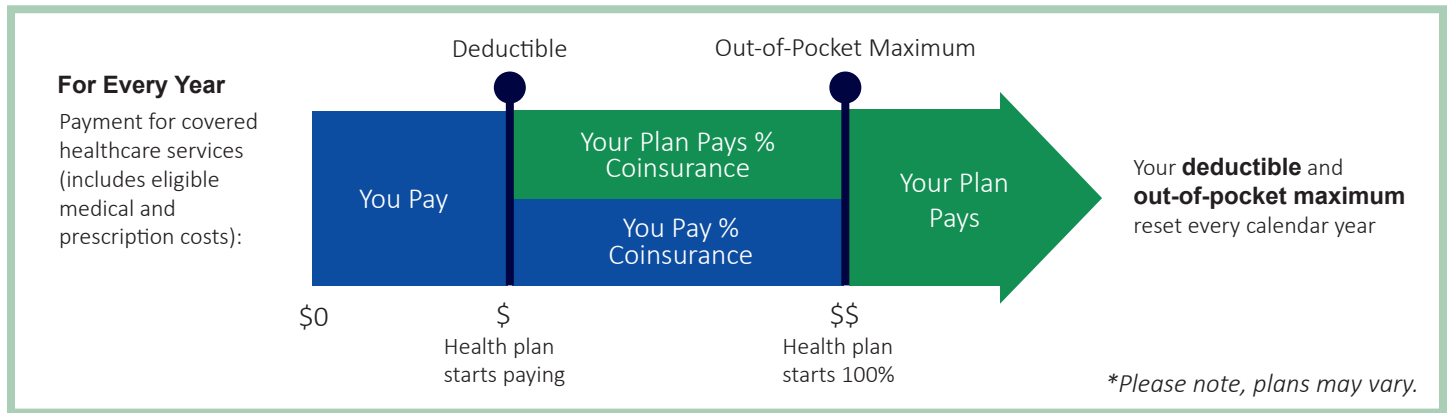 For Every Year
Payment for covered
healthcare services
(includes eligible
medical and
prescription costs):
Deductible
Out-of-Pocket Maximum
You Pay
Your Plan Pays %
Coinsurance
You Pay %
Coinsurance
Your Plan
Pays
$0
$
Health plan
starts paying
$$
Health plan
starts 100%
Your deductible and
out-of-pocket maximum
reset every calendar year
*Please note, plans may vary.